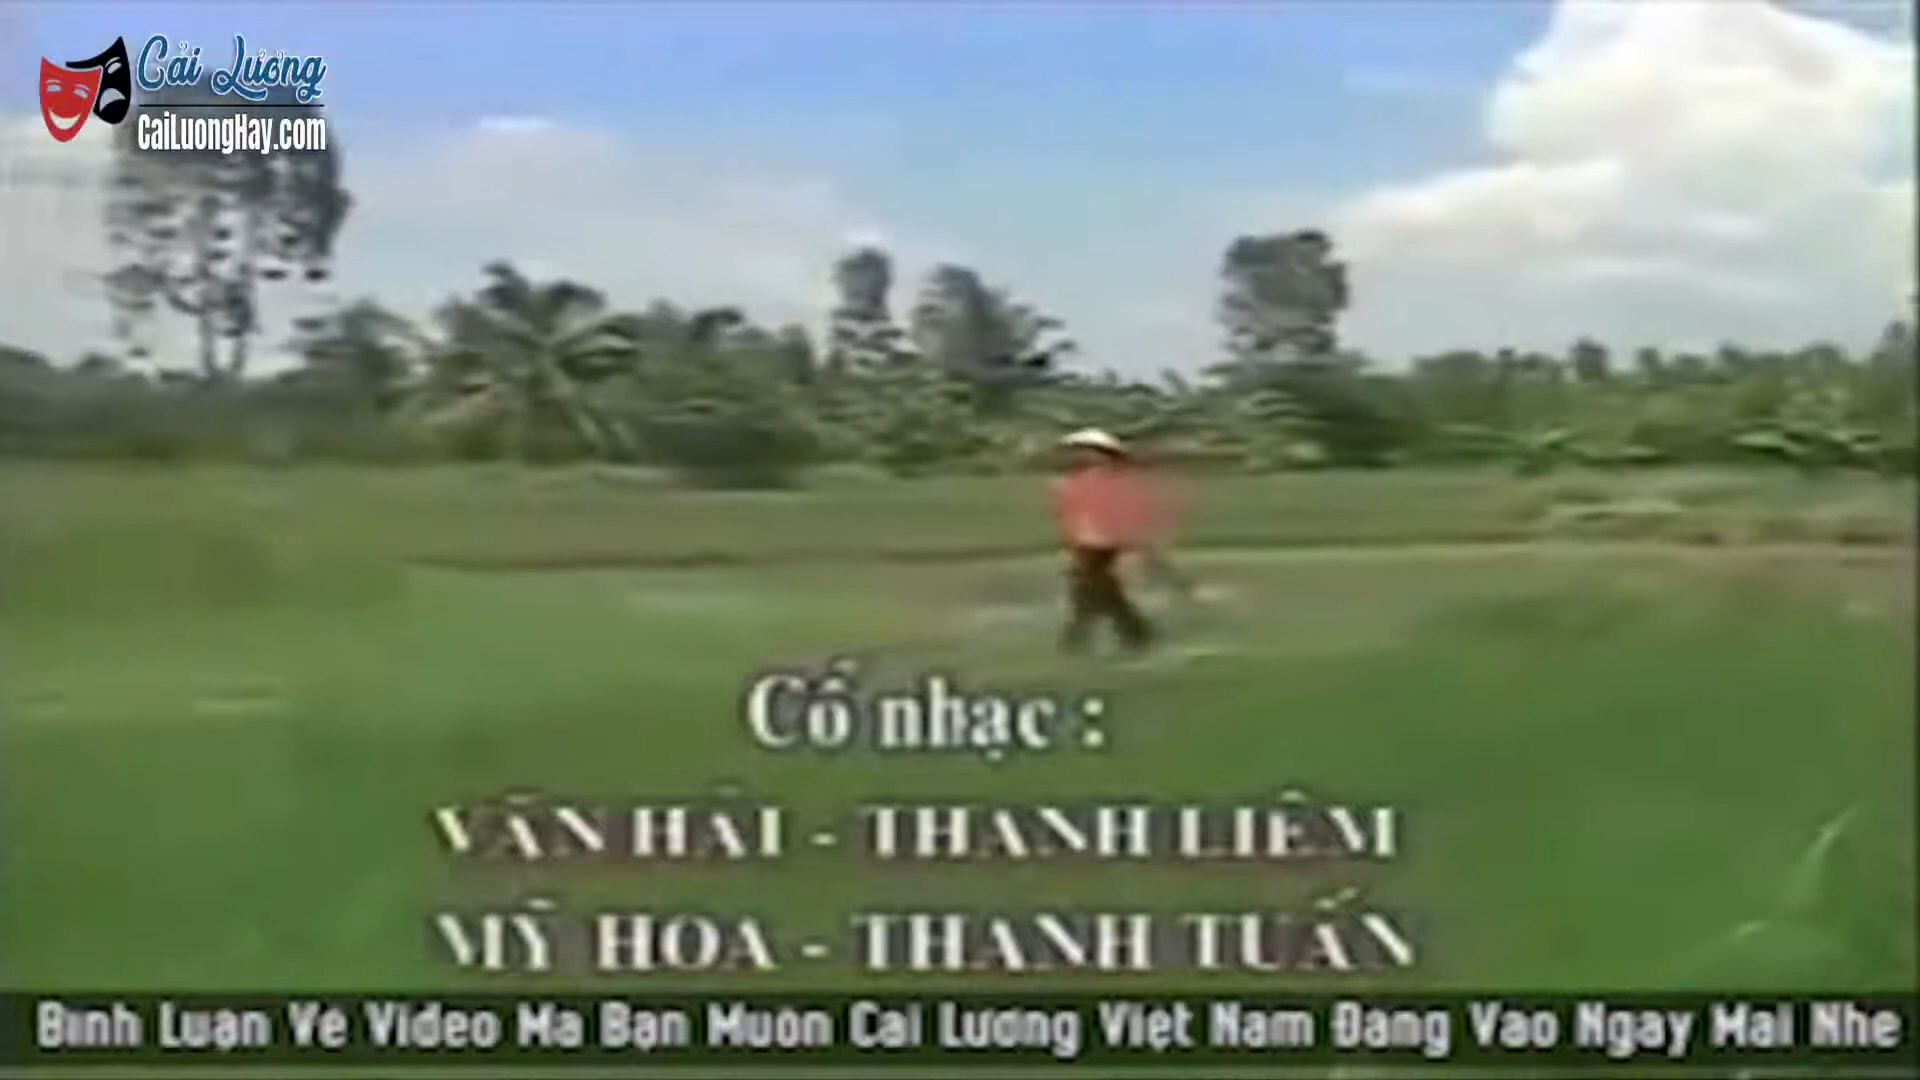 Cải Lương
CaiLuongHay.com
Cổ nhạc :
VĂN HẢI - THANH LIÊM
MỸ HOA - THANH TUẤN
Bình Luận Về Video Mà Bạn Muốn Cải Lương Việt Nam Đăng Vào Ngày Mai Nhé